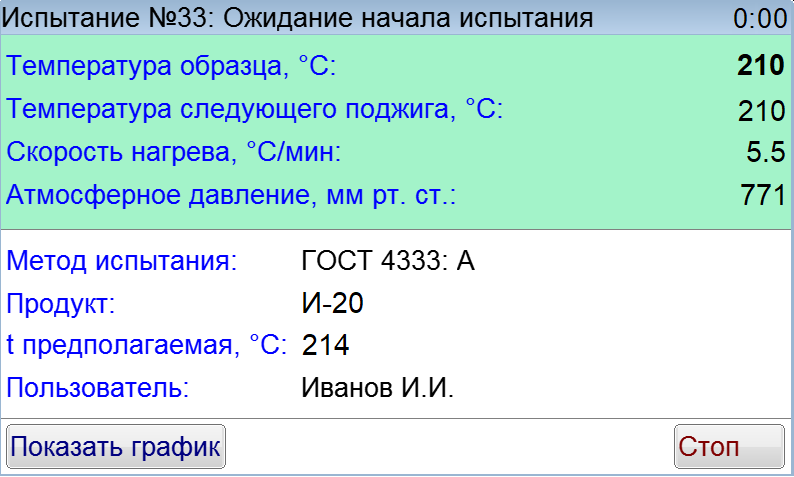 Испытание №33: Ожидание начала испытания 0:00
Температура образца, °C: 210
Температура следующего поджига, °C: 210
Скорость нагрева, °C/мин: 5.5
Атмосферное давление, мм рт. ст.: 771
Метод испытания: ГОСТ 4333: А
Продукт: И-20
t предполагаемая, °C: 214
Пользователь: Иванов И.И.
Показать график Стоп